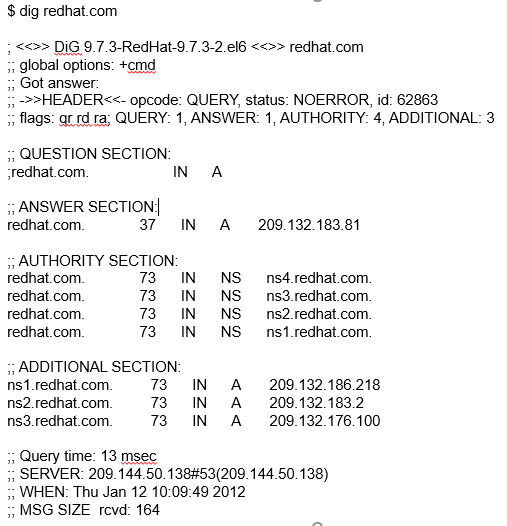 $ dig redhat.com
; <<>> DiG 9.7.3-RedHat-9.7.3-2.el6 <<>> redhat.com
;; global options: +cmd
;; Got answer:
;; ->>HEADER<<- opcode: QUERY, status: NOERROR, id: 62863
;; flags: qr rd ra; QUERY: 1, ANSWER: 1, AUTHORITY: 4, ADDITIONAL: 3
;; QUESTION SECTION:
;redhat.com. IN A
;; ANSWER SECTION:
redhat.com. 37 IN A 209.132.183.81
;; AUTHORITY SECTION:
redhat.com. 73 IN NS ns4.redhat.com.
redhat.com. 73 IN NS ns3.redhat.com.
redhat.com. 73 IN NS ns2.redhat.com.
redhat.com. 73 IN NS ns1.redhat.com.
;; ADDITIONAL SECTION:
ns1.redhat.com. 73 IN A 209.132.186.218
ns2.redhat.com. 73 IN A 209.132.183.2
ns3.redhat.com. 73 IN A 209.132.176.100
;; Query time: 13 msec
;; SERVER: 209.144.50.138#53(209.144.50.138)
;; WHEN: Thu Jan 12 10:09:49 2012
;; MSG SIZE rcvd: 164